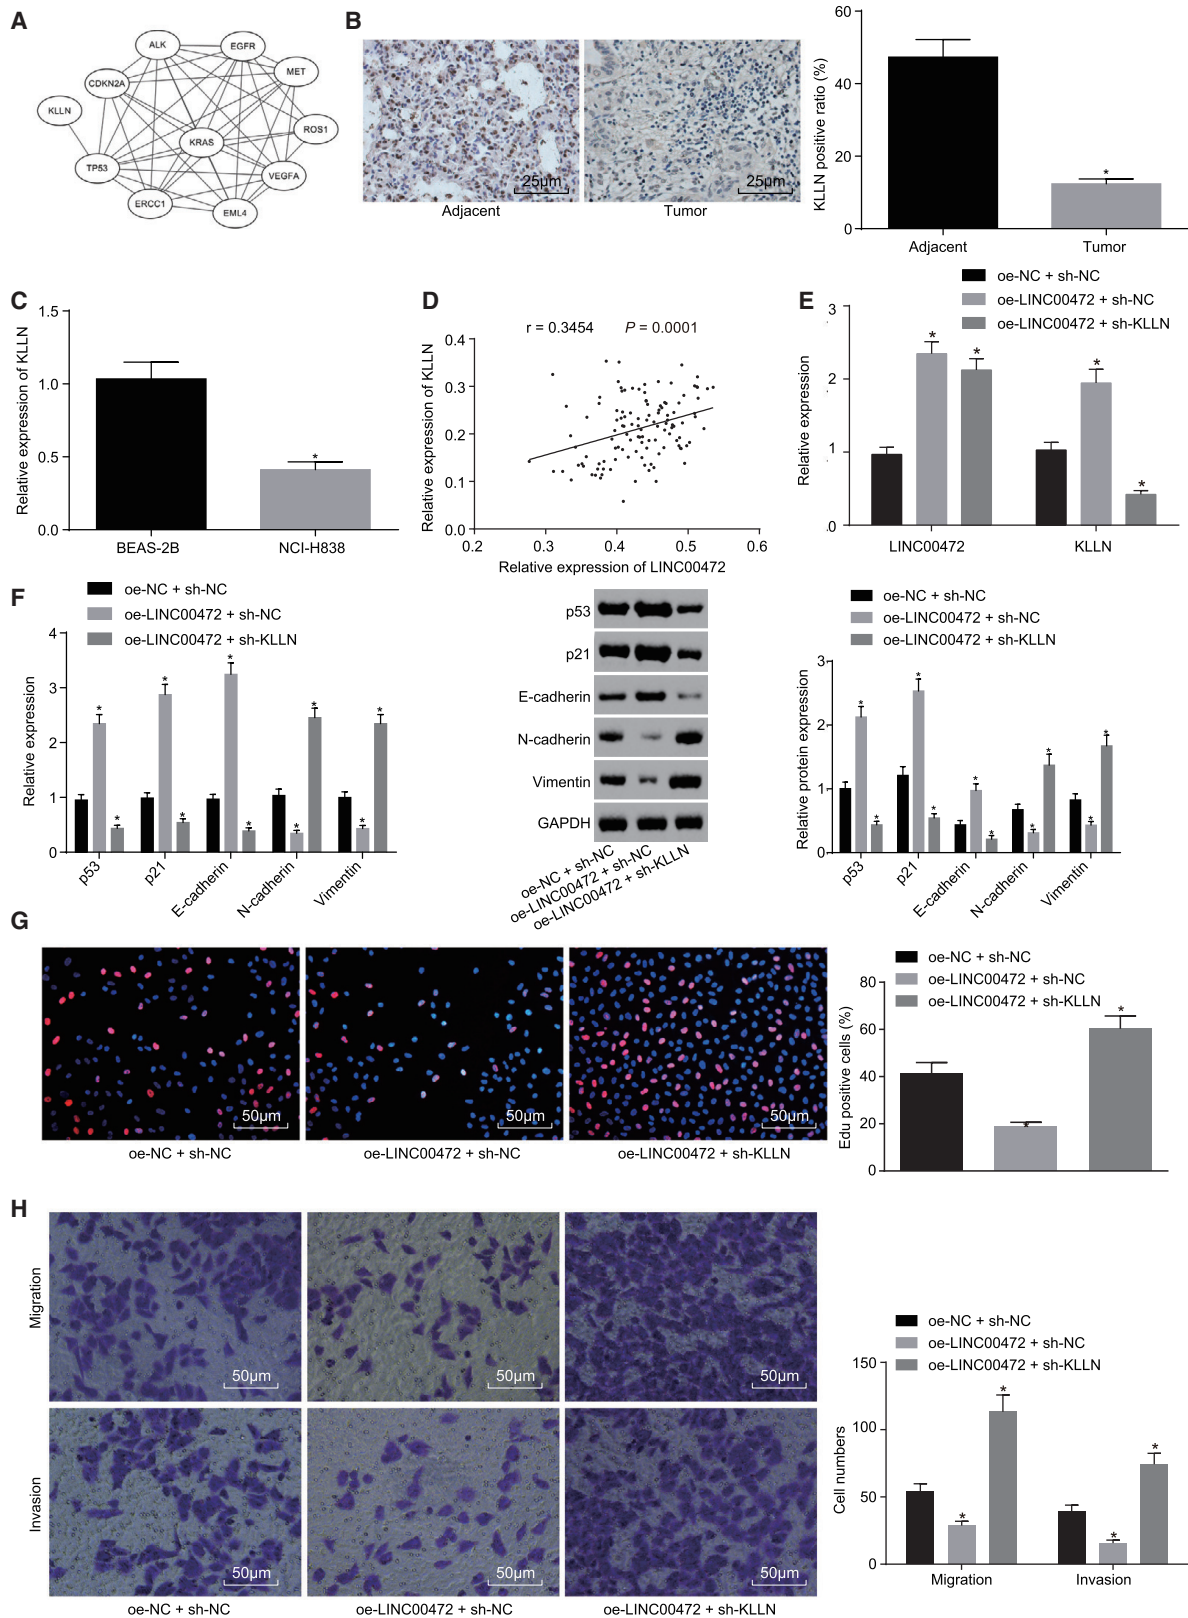 A
ALK
EGFR
MET
CDKN2A
KLLN
ROS1
KRAS
TP53
VEGFA
ERCC1
EML4
B
25µm
25µm
Adjacent
Tumor
KLLN positive ratio (%)
60
40
20
0
Adjacent
Tumor
*
C
Relative expression of KLLN
1.5
1.0
0.5
0.0
*
BEAS-2B
NCI-H838
D
r = 0.3454
P = 0.0001
Relative expression of KLLN
0.4
0.3
0.2
0.1
0.0
0.2
0.3
0.4
0.5
0.6
Relative expression of LINC00472
E
oe-NC + sh-NC
oe-LINC00472 + sh-NC
oe-LINC00472 + sh-KLLN
Relative expression
3
2
1
.0
*
*
*
*
LINC00472
KLLN
F
oe-NC + sh-NC
oe-LINC00472 + sh-NC
oe-LINC00472 + sh-KLLN
Relative expression
4
3
2
1
0
*
*
*
*
*
*
*
*
*
*
p53
p21
E-cadherin
N-cadherin
Vimentin
p53
p21
E-cadherin
N-cadherin
Vimentin
GAPDH
oe-NC + sh-NC
oe-LINC00472 + sh-NC
oe-LINC00472 + sh-KLLN
oe-NC + sh-NC
oe-LINC00472 + sh-NC
oe-LINC00472 + sh-KLLN
Relative protein expression
3
2
1
0
*
*
*
*
*
*
*
*
*
*
p53
p21
E-cadherin
N-cadherin
Vimentin
G
50µm
50µm
50µm
oe-NC + sh-NC
oe-LINC00472 + sh-NC
oe-LINC00472 + sh-KLLN
oe-NC + sh-NC
oe-LINC00472 + sh-NC
oe-LINC00472 + sh-KLLN
Edu positive cells (%)
80
60
40
20
0
*
*
H
Migration
50µm
50µm
50µm
Invasion
50µm
50µm
50µm
oe-NC + sh-NC
oe-LINC00472 + sh-NC
oe-LINC00472 + sh-KLLN
oe-NC + sh-NC
oe-LINC00472 + sh-NC
oe-LINC00472 + sh-KLLN
Cell numbers
150
100
50
0
*
*
*
*
Migration
Invasion